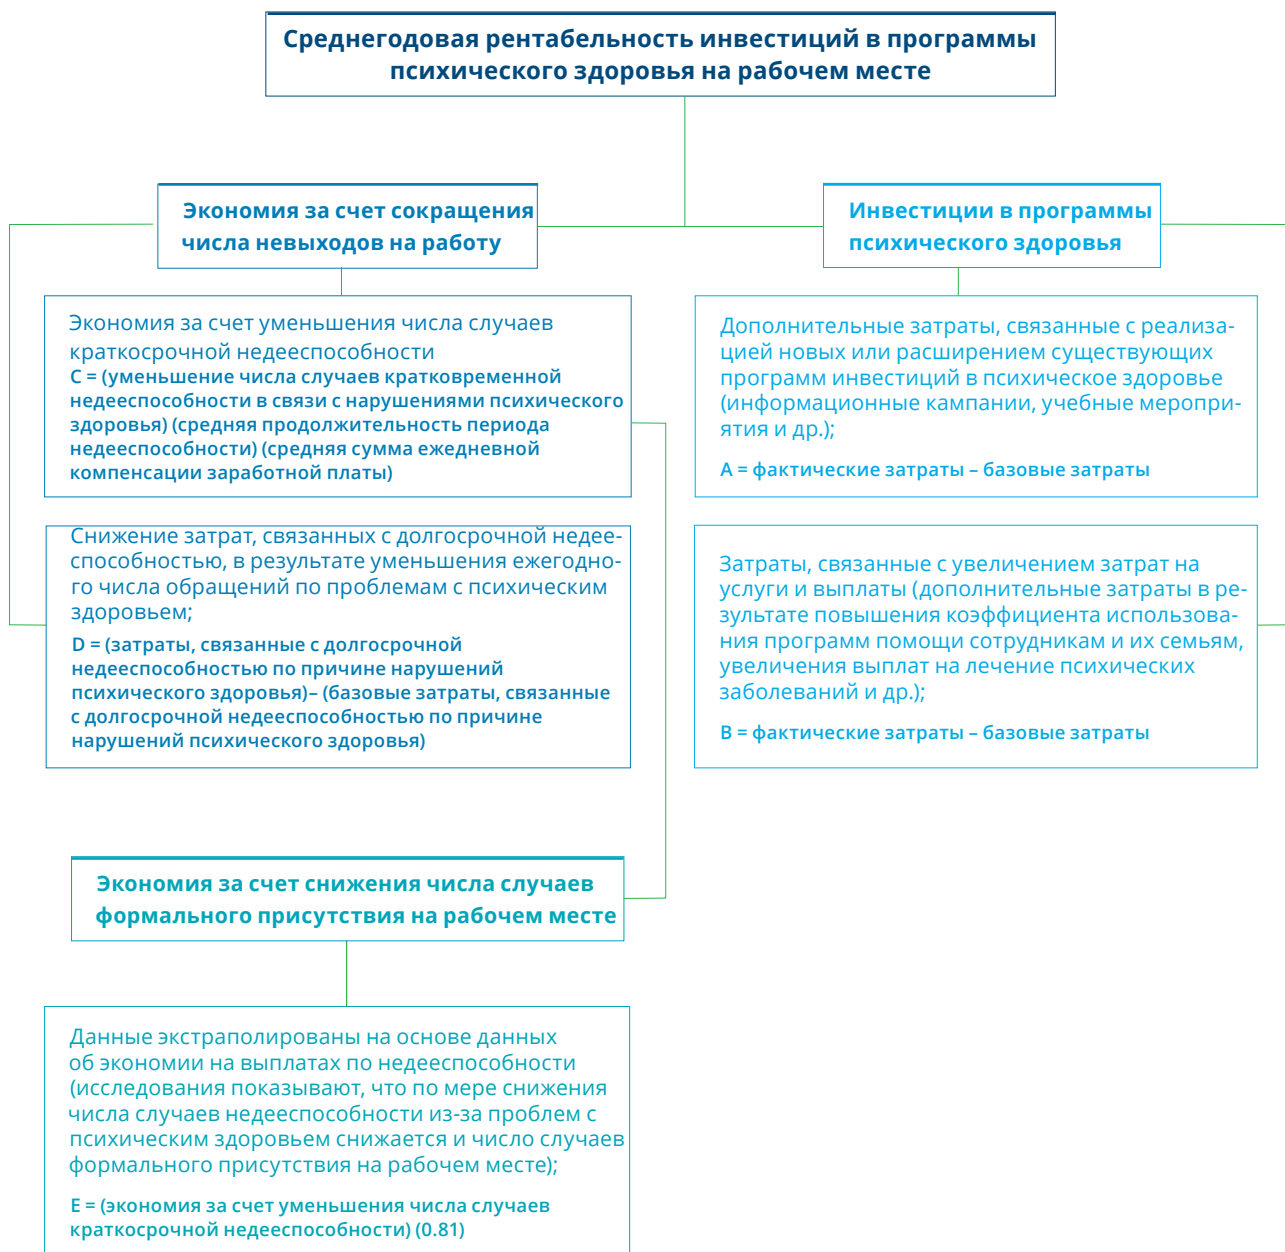 Среднегодовая рентабельность инвестиций в программы
психического здоровья на рабочем месте
Экономия за счет сокращения
числа невыходов на работу
Инвестиции в программы
психического здоровья
Экономия за счет уменьшения числа случаев
краткосрочной недееспособности
C = (уменьшение числа случаев кратковременной
недееспособности в связи с нарушениями психического
здоровья) (средняя продолжительность периода
недееспособности) (средняя сумма ежедневной
компенсации заработной платы)
Дополнительные затраты, связанные с реализа-
цией новых или расширением существующих
программ инвестиций в психическое здоровье
(информационные кампании, учебные меропри-
ятия и др.);
A = фактические затраты – базовые затраты
Снижение затрат, связанных с долгосрочной недее-
способностью, в результате уменьшения ежегодно-
го числа обращений по проблемам с психическим
здоровьем;
D = (затраты, связанные с долгосрочной
недееспособностью по причине нарушений
психического здоровья)– (базовые затраты, связанные
с долгосрочной недееспособностью по причине
нарушений психического здоровья)
Затраты, связанные с увеличением затрат на
услуги и выплаты (дополнительные затраты в ре-
зультате повышения коэффициента использова-
ния программ помощи сотрудникам и их семьям,
увеличения выплат на лечение психических
заболеваний и др.);
B = фактические затраты – базовые затраты
Экономия за счет снижения числа случаев
формального присутствия на рабочем месте
Данные экстраполированы на основе данных
об экономии на выплатах по недееспособности
(исследования показывают, что по мере снижения
числа случаев недееспособности из-за проблем с
психическим здоровьем снижается и число случаев
формального присутствия на рабочем месте);
E = (экономия за счет уменьшения числа случаев
краткосрочной недееспособности) (0.81)